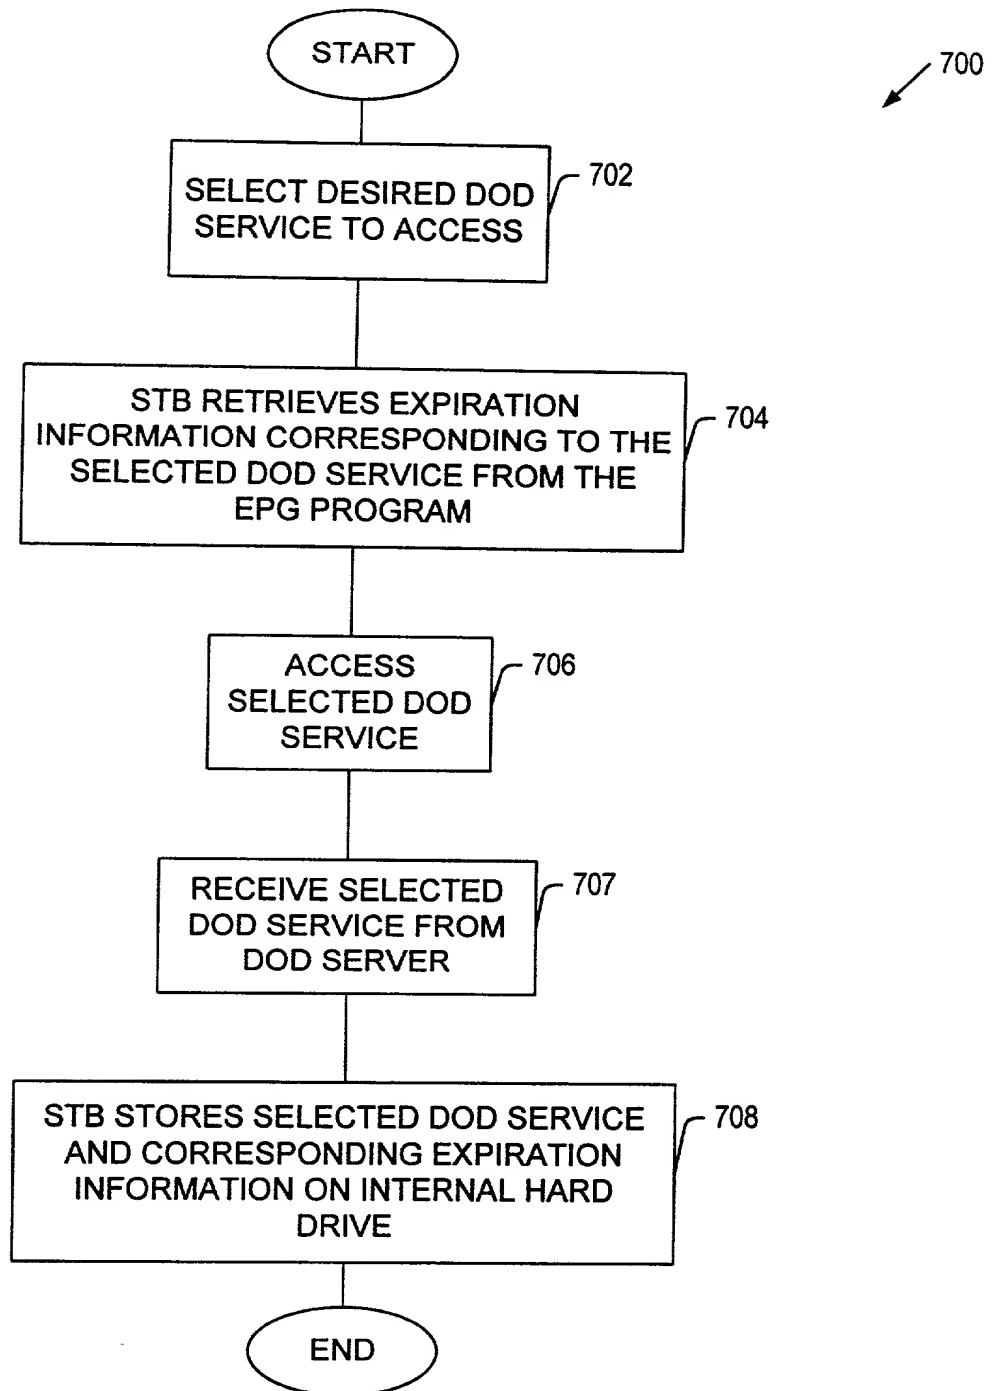 START
700
SELECT DESIRED DOD
SERVICE TO ACCESS
702
STB RETRIEVES EXPIRATION
INFORMATION CORRESPONDING TO THE
SELECTED DOD SERVICE FROM THE
EPG PROGRAM
704
ACCESS
SELECTED DOD
SERVICE
706
RECEIVE SELECTED
DOD SERVICE FROM
DOD SERVER
707
STB STORES SELECTED DOD SERVICE
AND CORRESPONDING EXPIRATION
INFORMATION ON INTERNAL HARD
DRIVE
708
END